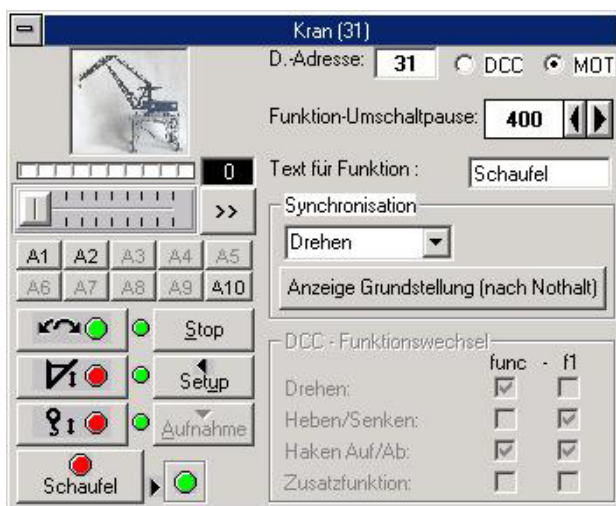 Kran (31)
D.-Adresse: 31 DCC MOT
Funktion-Umschaltpause: 400
0
Text für Funktion : Schaufel
>>
Synchronisation
Drehen
A1 A2 A3 A4 A5
A6 A7 A8 A9 A10
Anzeige Grundstellung (nach Nothalt)
Stop
Setup
Aufnahme
Schaufel
DCC - Funktionswechsel
func - f1
Drehen:
Heben/Senken:
Haken Auf/Ab:
Zusatzfunktion: